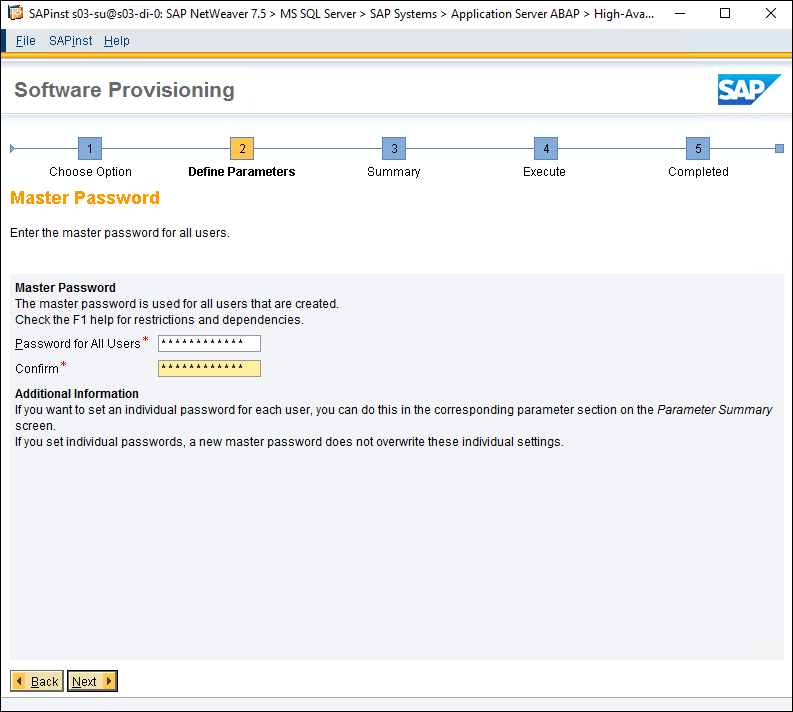 SAPinst s03-su@s03-di-0: SAP NetWeaver 7.5 > MS SQL Server > SAP Systems > Application Server ABAP > High-Ava...
File SAPinst Help
Software Provisioning
SAP
1 2 3 4 5
Choose Option Define Parameters Summary Execute Completed
Master Password
Enter the master password for all users.
Master Password
The master password is used for all users that are created.
Check the F1 help for restrictions and dependencies.
Password for All Users* ************
Confirm* ************
Additional Information
If you want to set an individual password for each user, you can do this in the corresponding parameter section on the Parameter Summary
screen.
If you set individual passwords, a new master password does not overwrite these individual settings.
Back Next